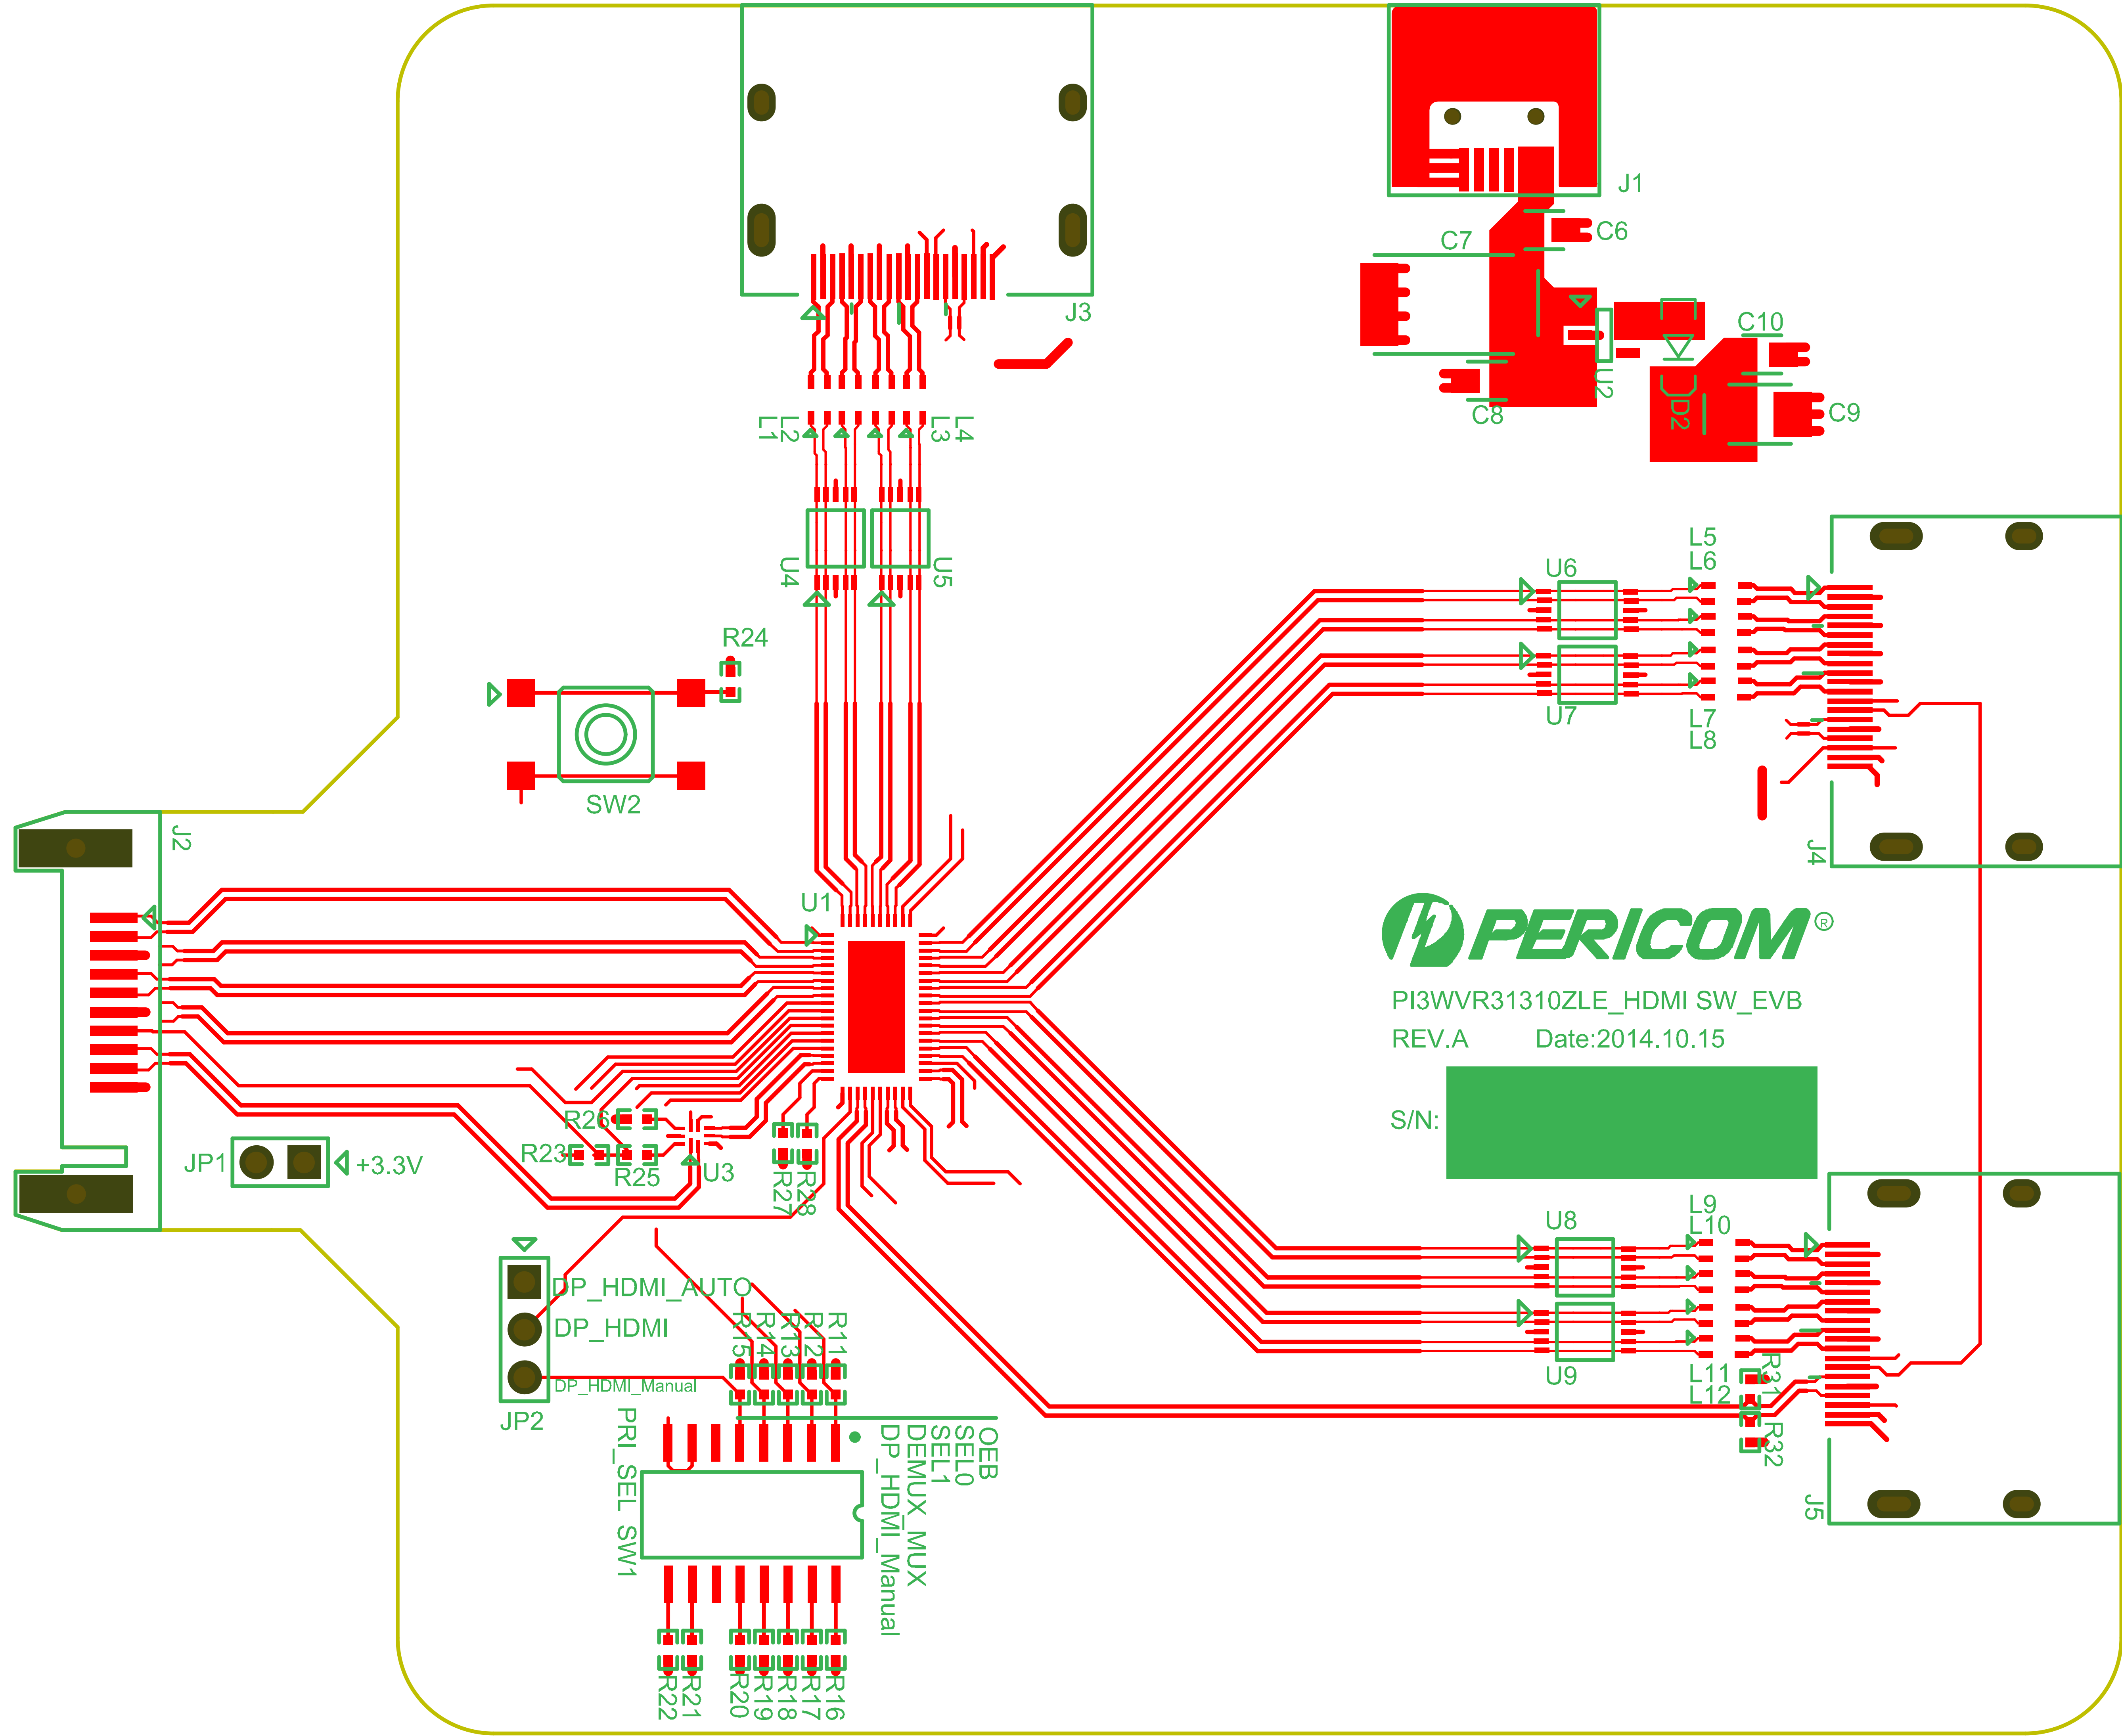 J1
C6
C7
J3
C10
U2
C8
D2
C9
L1
L2
L3
L4
L5
L6
U4
U5
U6
R24
U7
L7
L8
SW2
J2
J4
U1
PERICOM ®
PI3WVR31310ZLE_HDMI SW_EVB
REV.A Date:2014.10.15
S/N:
R26
R23
R25
U3
R27
R28
JP1
+3.3V
L9
L10
U8
DP_HDMI_AUTO
DP_HDMI
DP_HDMI_Manual
JP2
R15
R14
R13
R12
R11
U9
L11
L12
R31
R32
PRI_SEL SW1
DP_HDMI_Manual
DEMUX_MUX
SEL1
SEL0
OEB
J5
R22
R21
R20
R19
R18
R17
R16